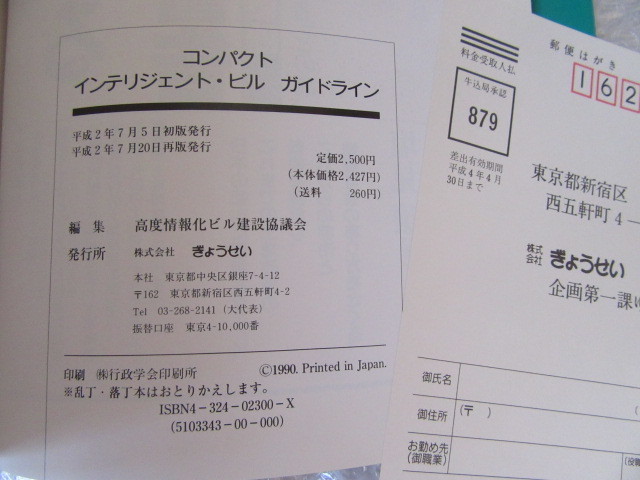 コンパクト
インテリジェント・ビル ガイドライン
平成2年7月5日初版発行
平成2年7月20日再版発行
定価2,500円
(本体価格2,427円)
(送料 260円)
編集 高度情報化ビル建設協議会
発行所 株式会社 ぎょうせい
本社 東京都中央区銀座7-4-12
〒162 東京都新宿区西五軒町4-2
Tel 03-268-2141 (大代表)
振替口座 東京4-10,000番
印刷 ㈱行政学会印刷所 ©1990. Printed in Japan.
※乱丁・落丁本はおとりかえします。
ISBN4-324-02300-X
(5103343-00-000)
郵便はがき
料金受取人払
162
牛込局承認
879
差出有効期間
平成4年4月
30日まで
東京都新宿区
西五軒町4-
株式会社 ぎょうせい
企画第一課
御氏名
御住所 (〒 )
お勤め先
(御職業)